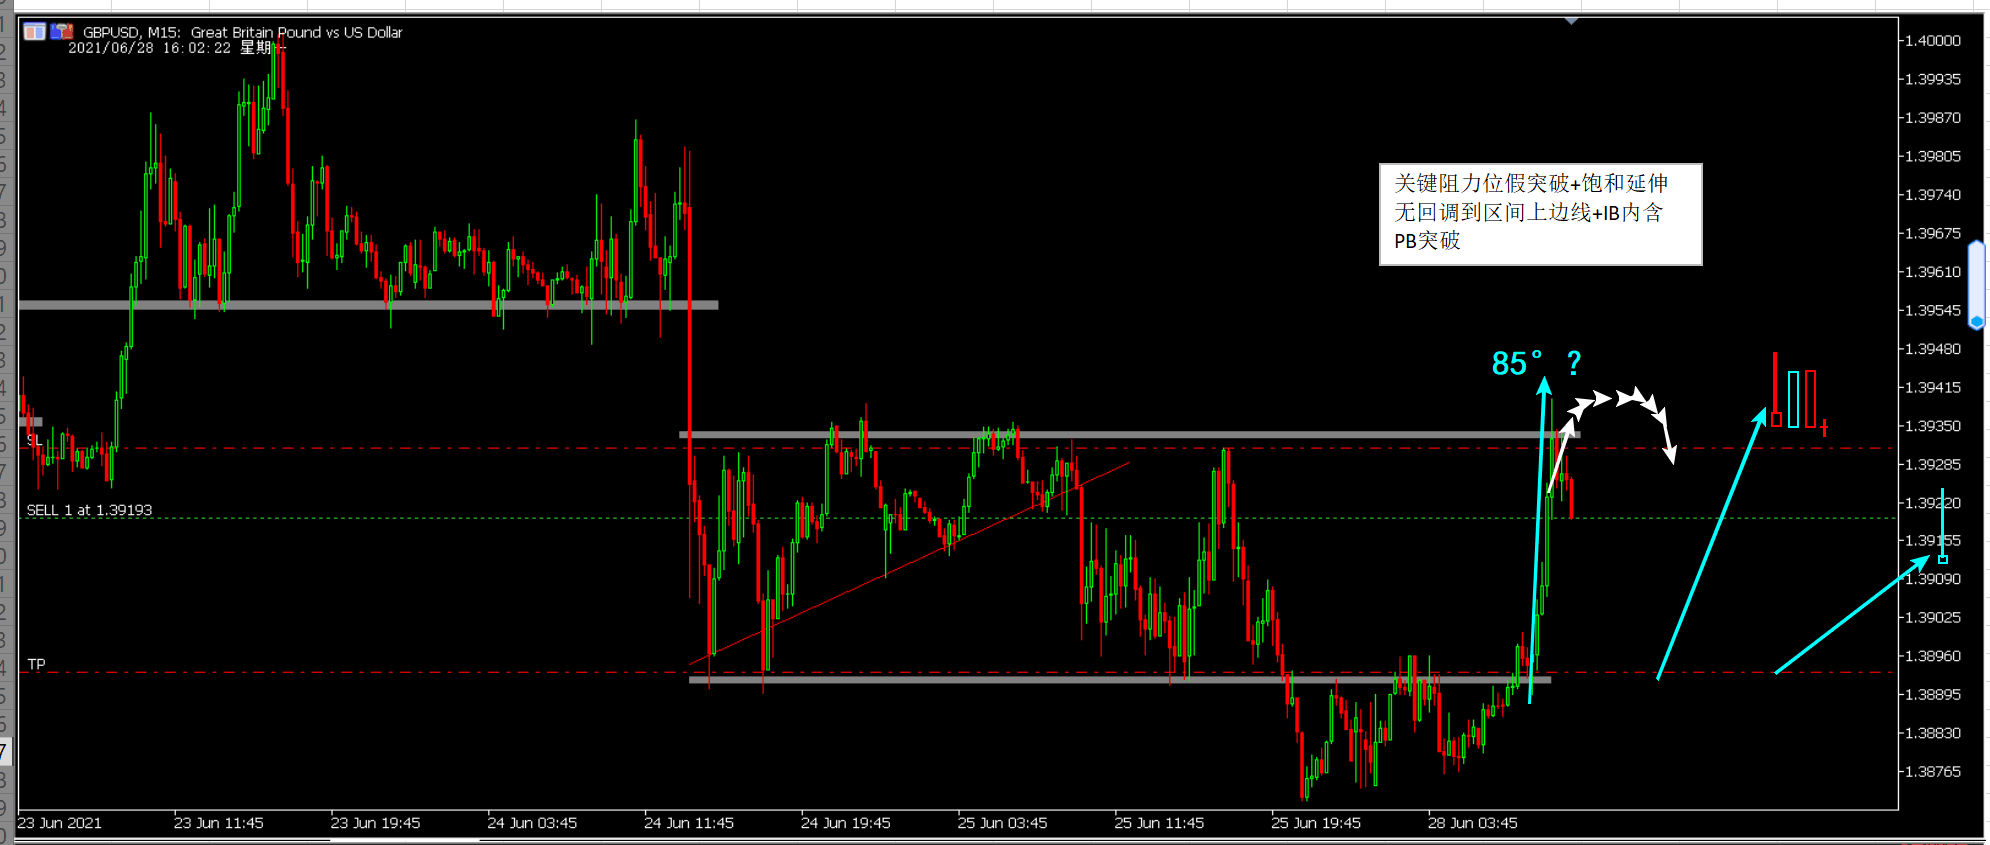 GBPUSD, M15:  Great Britain Pound vs US Dollar
2021/06/28 16:02:22 星期一
关键阻力位假突破+饱和延伸
无回调到区间上边线+IB内含
PB突破
85° ?
SL
SELL 1 at 1.39193
TP
1.40000
1.39935
1.39870
1.39805
1.39740
1.39675
1.39610
1.39545
1.39480
1.39415
1.39350
1.39285
1.39220
1.39155
1.39090
1.39025
1.38960
1.38895
1.38830
1.38765
23 Jun 2021
23 Jun 11:45
23 Jun 19:45
24 Jun 03:45
24 Jun 11:45
24 Jun 19:45
25 Jun 03:45
25 Jun 11:45
25 Jun 19:45
28 Jun 03:45